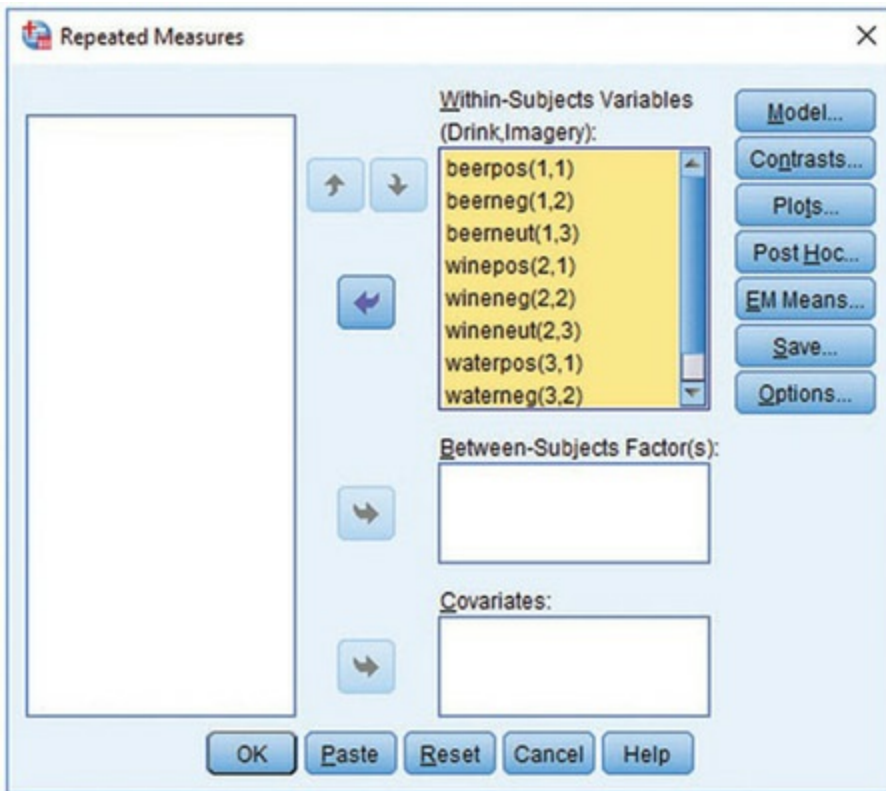 Repeated Measures
Within-Subjects Variables
(Drink,Imagery):
beerpos(1,1)
beerneg(1,2)
beerneut(1,3)
winepos(2,1)
wineneg(2,2)
wineneut(2,3)
waterpos(3,1)
waterneg(3,2)
Model...
Contrasts...
Plots...
Post Hoc...
EM Means...
Save...
Options...
Between-Subjects Factor(s):
Covariates:
OK
Paste
Reset
Cancel
Help